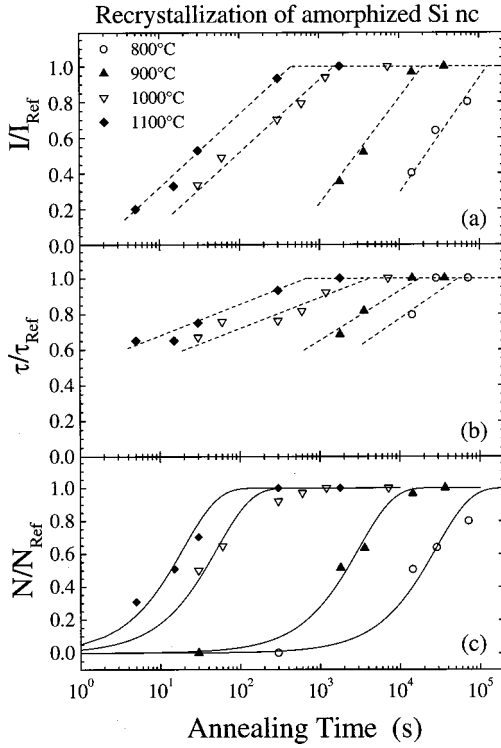 Recrystallization of amorphized Si nc
800°C
900°C
1000°C
1100°C
I/I_Ref
1.0
0.8
0.6
0.4
0.2
0.0
(a)
τ/τ_Ref
1.0
0.8
0.6
0.4
0.2
0.0
(b)
N/N_Ref
1.0
0.8
0.6
0.4
0.2
0.0
(c)
10^0 10^1 10^2 10^3 10^4 10^5
Annealing Time (s)